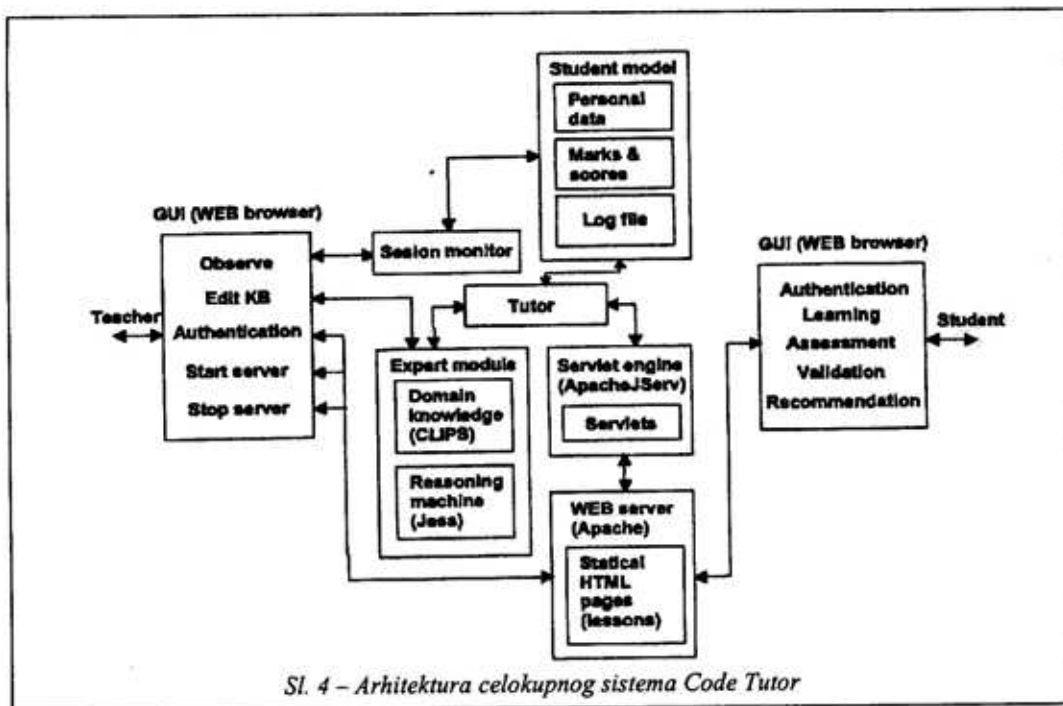 Student model
Personal
data
Marks &
scores
Log file
GUI (WEB browser)
Observe
Edit KB
Authentication
Start server
Stop server
Teacher
Sesion monitor
Tutor
Expert module
Domain
knowledge
(CLIPS)
Reasoning
machine
(Jess)
Servlet engine
(ApacheJServ)
Servlets
WEB server
(Apache)
Statical
HTML
pages
(lessons)
GUI (WEB browser)
Authentication
Learning
Assessment
Validation
Recommendation
Student
Sl. 4 – Arhitektura celokupnog sistema Code Tutor